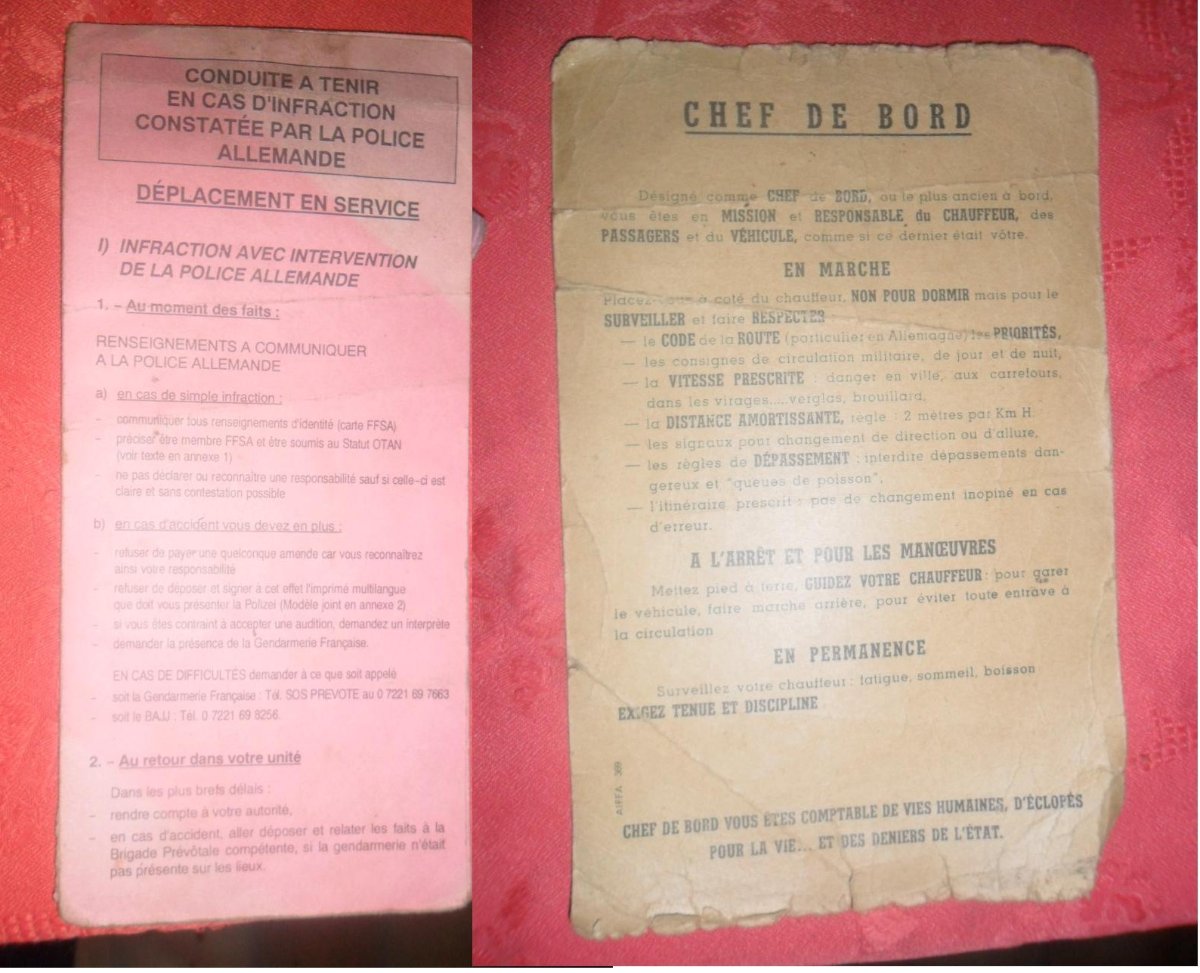 CONDUITE A TENIR
EN CAS D'INFRACTION
CONSTATÉE PAR LA POLICE
ALLEMANDE
DÉPLACEMENT EN SERVICE
I) INFRACTION AVEC INTERVENTION
DE LA POLICE ALLEMANDE
1. - Au moment des faits :
RENSEIGNEMENTS A COMMUNIQUER
A LA POLICE ALLEMANDE
a) en cas de simple infraction :
- communiquer tous renseignements d'identité (carte FFSA)
- préciser être membre FFSA et être soumis au Statut OTAN
(voir texte en annexe 1)
- ne pas déclarer ou reconnaître une responsabilité sauf si celle-ci est
claire et sans contestation possible
b) en cas d'accident vous devez en plus :
- refuser de payer une quelconque amende car vous reconnaîtrez
ainsi votre responsabilité
- refuser de déposer et signer à cet effet l'imprimé multilangue
que doit vous présenter la Polizei (Modèle joint en annexe 2)
- si vous êtes contraint à accepter une audition, demandez un interprète
- demander la présence de la Gendarmerie Française.
EN CAS DE DIFFICULTÉS demander à ce que soit appelé
- soit la Gendarmerie Française : Tél. SOS PREVOTE au 0 7221 69 7663
- soit le BAJJ : Tél. 0 7221 69 8256.
2. - Au retour dans votre unité
Dans les plus brefs délais :
- rendre compte à votre autorité,
- en cas d'accident, aller déposer et relater les faits à la
Brigade Prévôtale compétente, si la gendarmerie n'était
pas présente sur les lieux.
CHEF DE BORD
Désigné comme CHEF de BORD, ou le plus ancien à bord,
vous êtes en MISSION et RESPONSABLE du CHAUFFEUR, des
PASSAGERS et du VÉHICULE, comme si ce dernier était vôtre.
EN MARCHE
Placez-vous à coté du chauffeur, NON POUR DORMIR mais pour le
SURVEILLER et faire RESPECTER :
— le CODE de la ROUTE (particulier en Allemagne) les PRIORITÉS,
— les consignes de circulation militaire, de jour et de nuit,
— la VITESSE PRESCRITE : danger en ville, aux carrefours,
dans les virages.....verglas, brouillard,
— la DISTANCE AMORTISSANTE, règle : 2 mètres par Km H.
— les signaux pour changement de direction ou d'allure,
— les règles de DÉPASSEMENT : interdire dépassements dan-
gereux et "queues de poisson",
— l'itinéraire prescrit : pas de changement inopiné en cas
d'erreur.
A L'ARRÊT ET POUR LES MANŒUVRES
Mettez pied à terre, GUIDEZ VOTRE CHAUFFEUR : pour garer
le véhicule, faire marche arrière, pour éviter toute entrave à
la circulation
EN PERMANENCE
Surveillez votre chauffeur : fatigue, sommeil, boisson
EXIGEZ TENUE ET DISCIPLINE
CHEF DE BORD VOUS ÊTES COMPTABLE DE VIES HUMAINES, D'ÉCLOPÉS
POUR LA VIE... ET DES DENIERS DE L'ÉTAT.